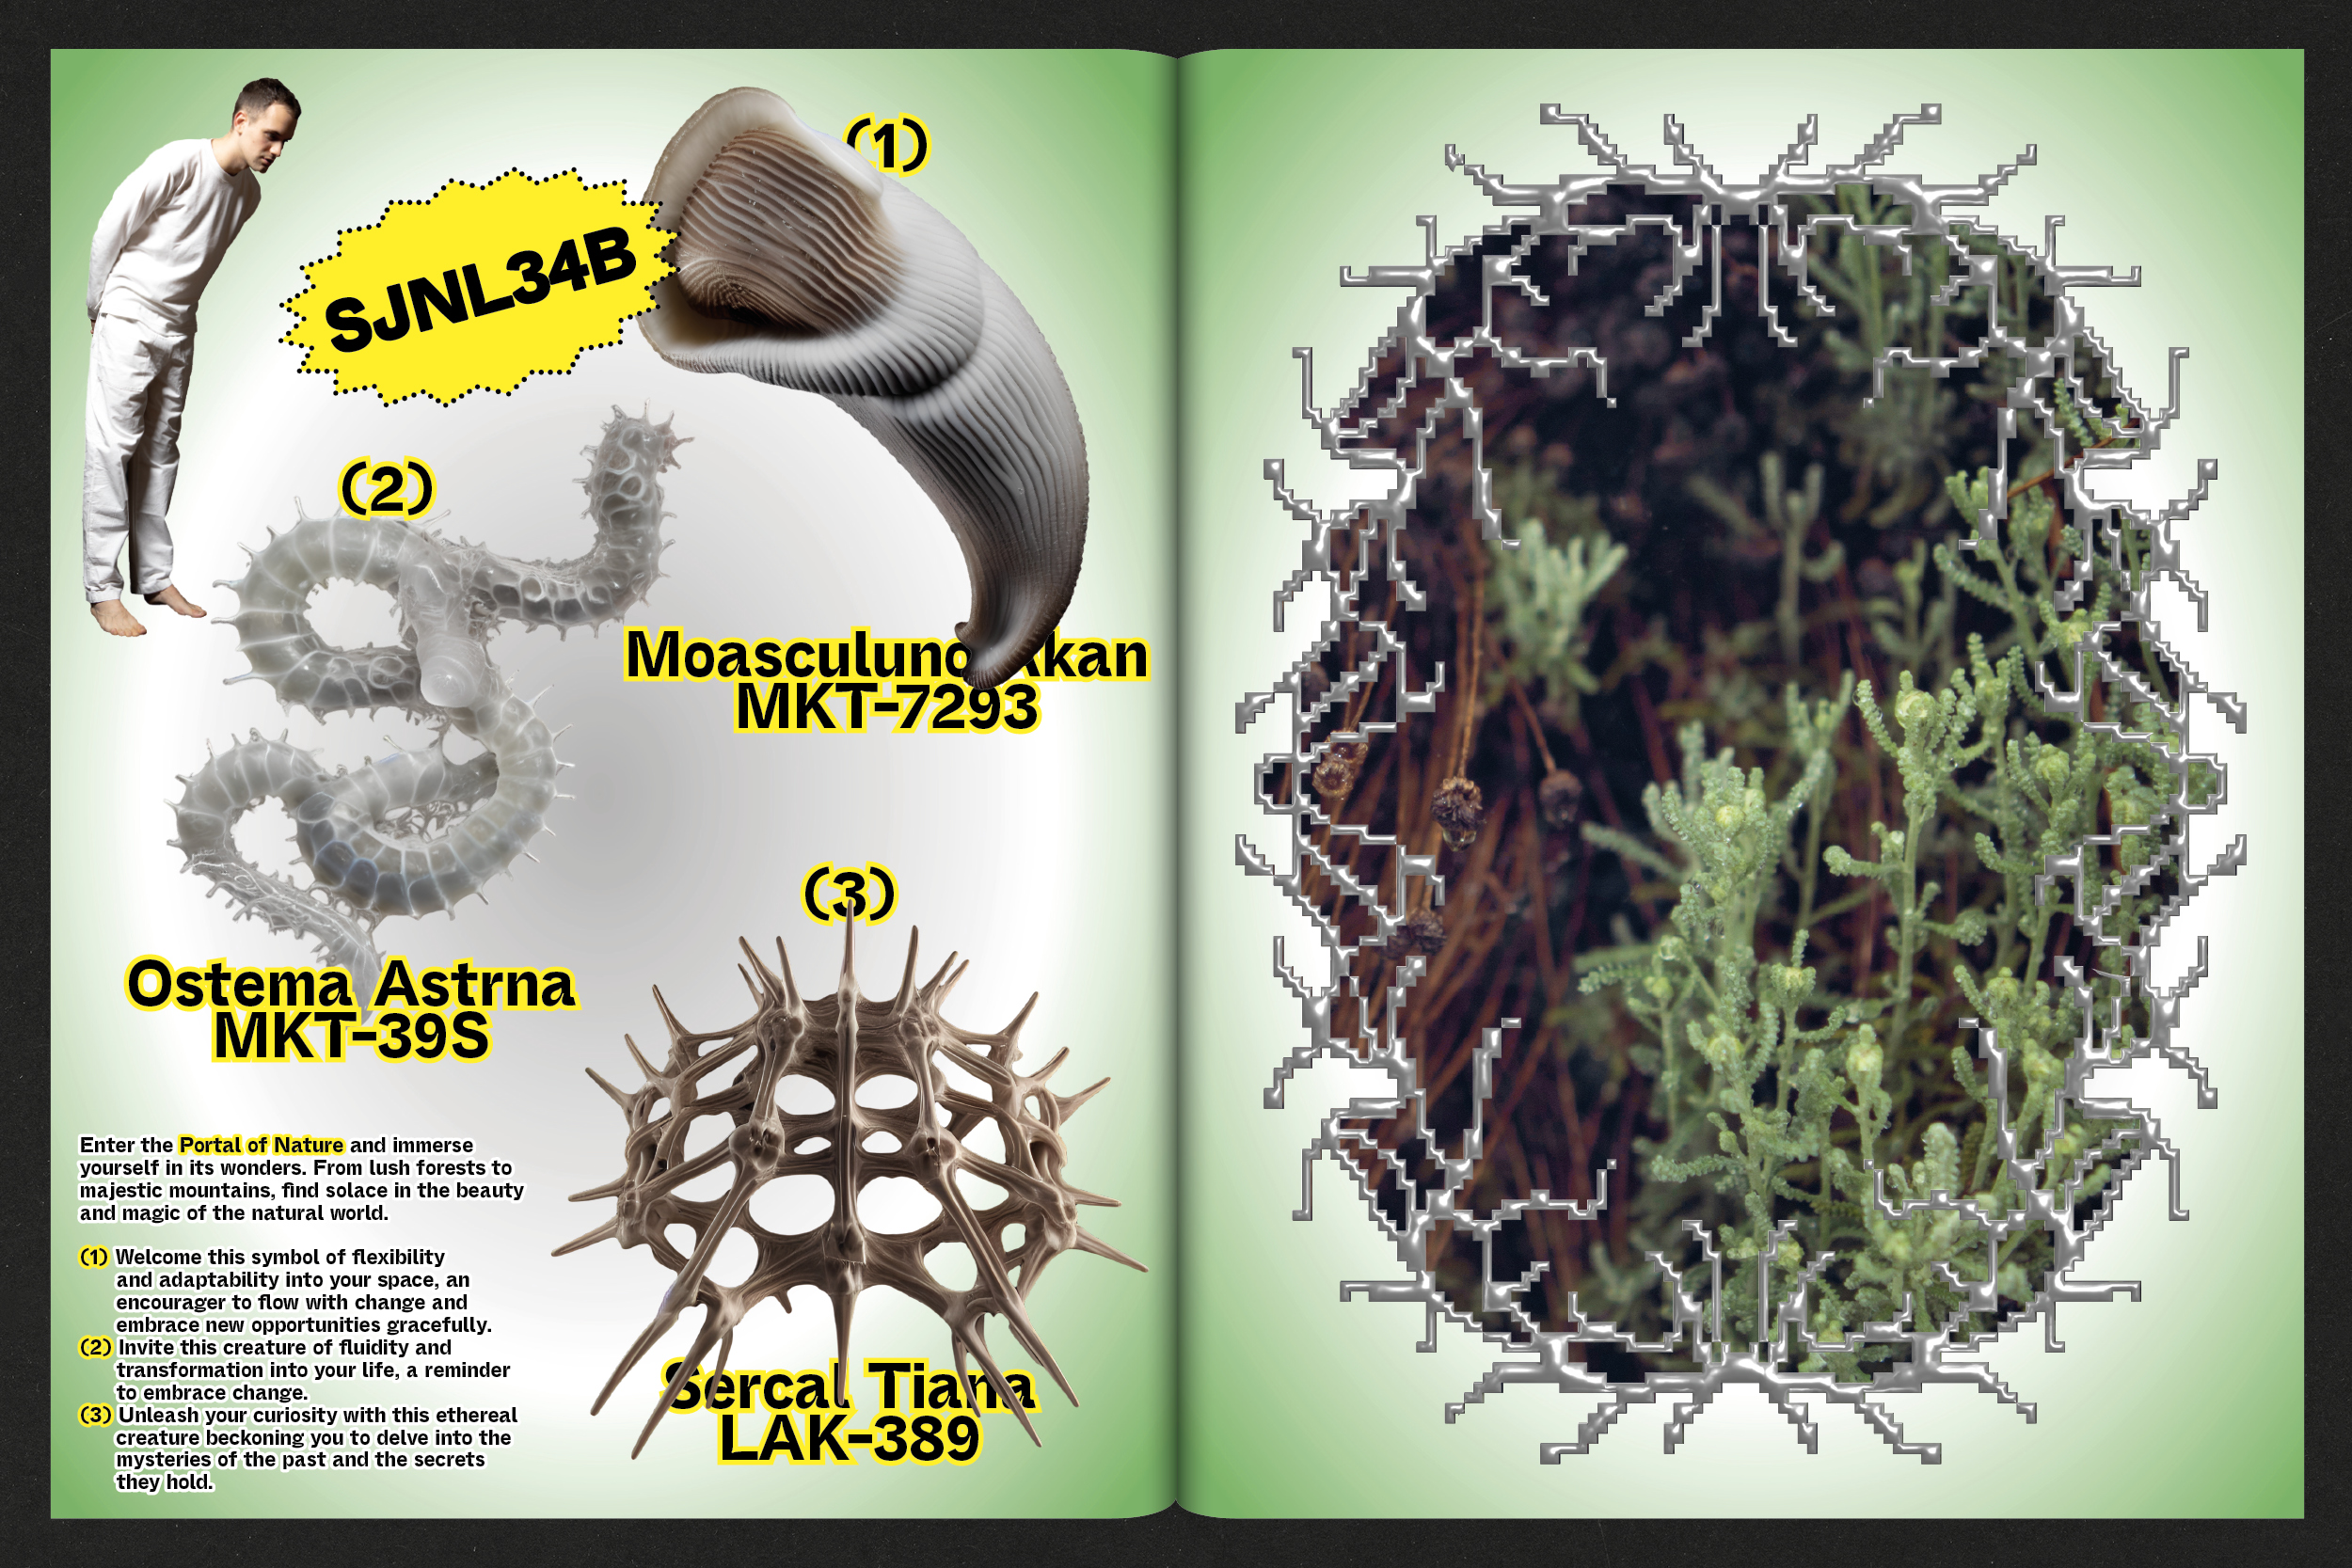 (1)
SJNL34B
(2)
Moasculuno Akan
MKT-7293
(3)
Ostema Astrna
MKT-39S
Enter the Portal of Nature and immerse
yourself in its wonders. From lush forests to
majestic mountains, find solace in the beauty
and magic of the natural world.
(1) Welcome this symbol of flexibility
and adaptability into your space, an
encourager to flow with change and
embrace new opportunities gracefully.
(2) Invite this creature of fluidity and
transformation into your life, a reminder
to embrace change.
(3) Unleash your curiosity with this ethereal
creature beckoning you to delve into the
mysteries of the past and the secrets
they hold.
Sercal Tiana
LAK-389